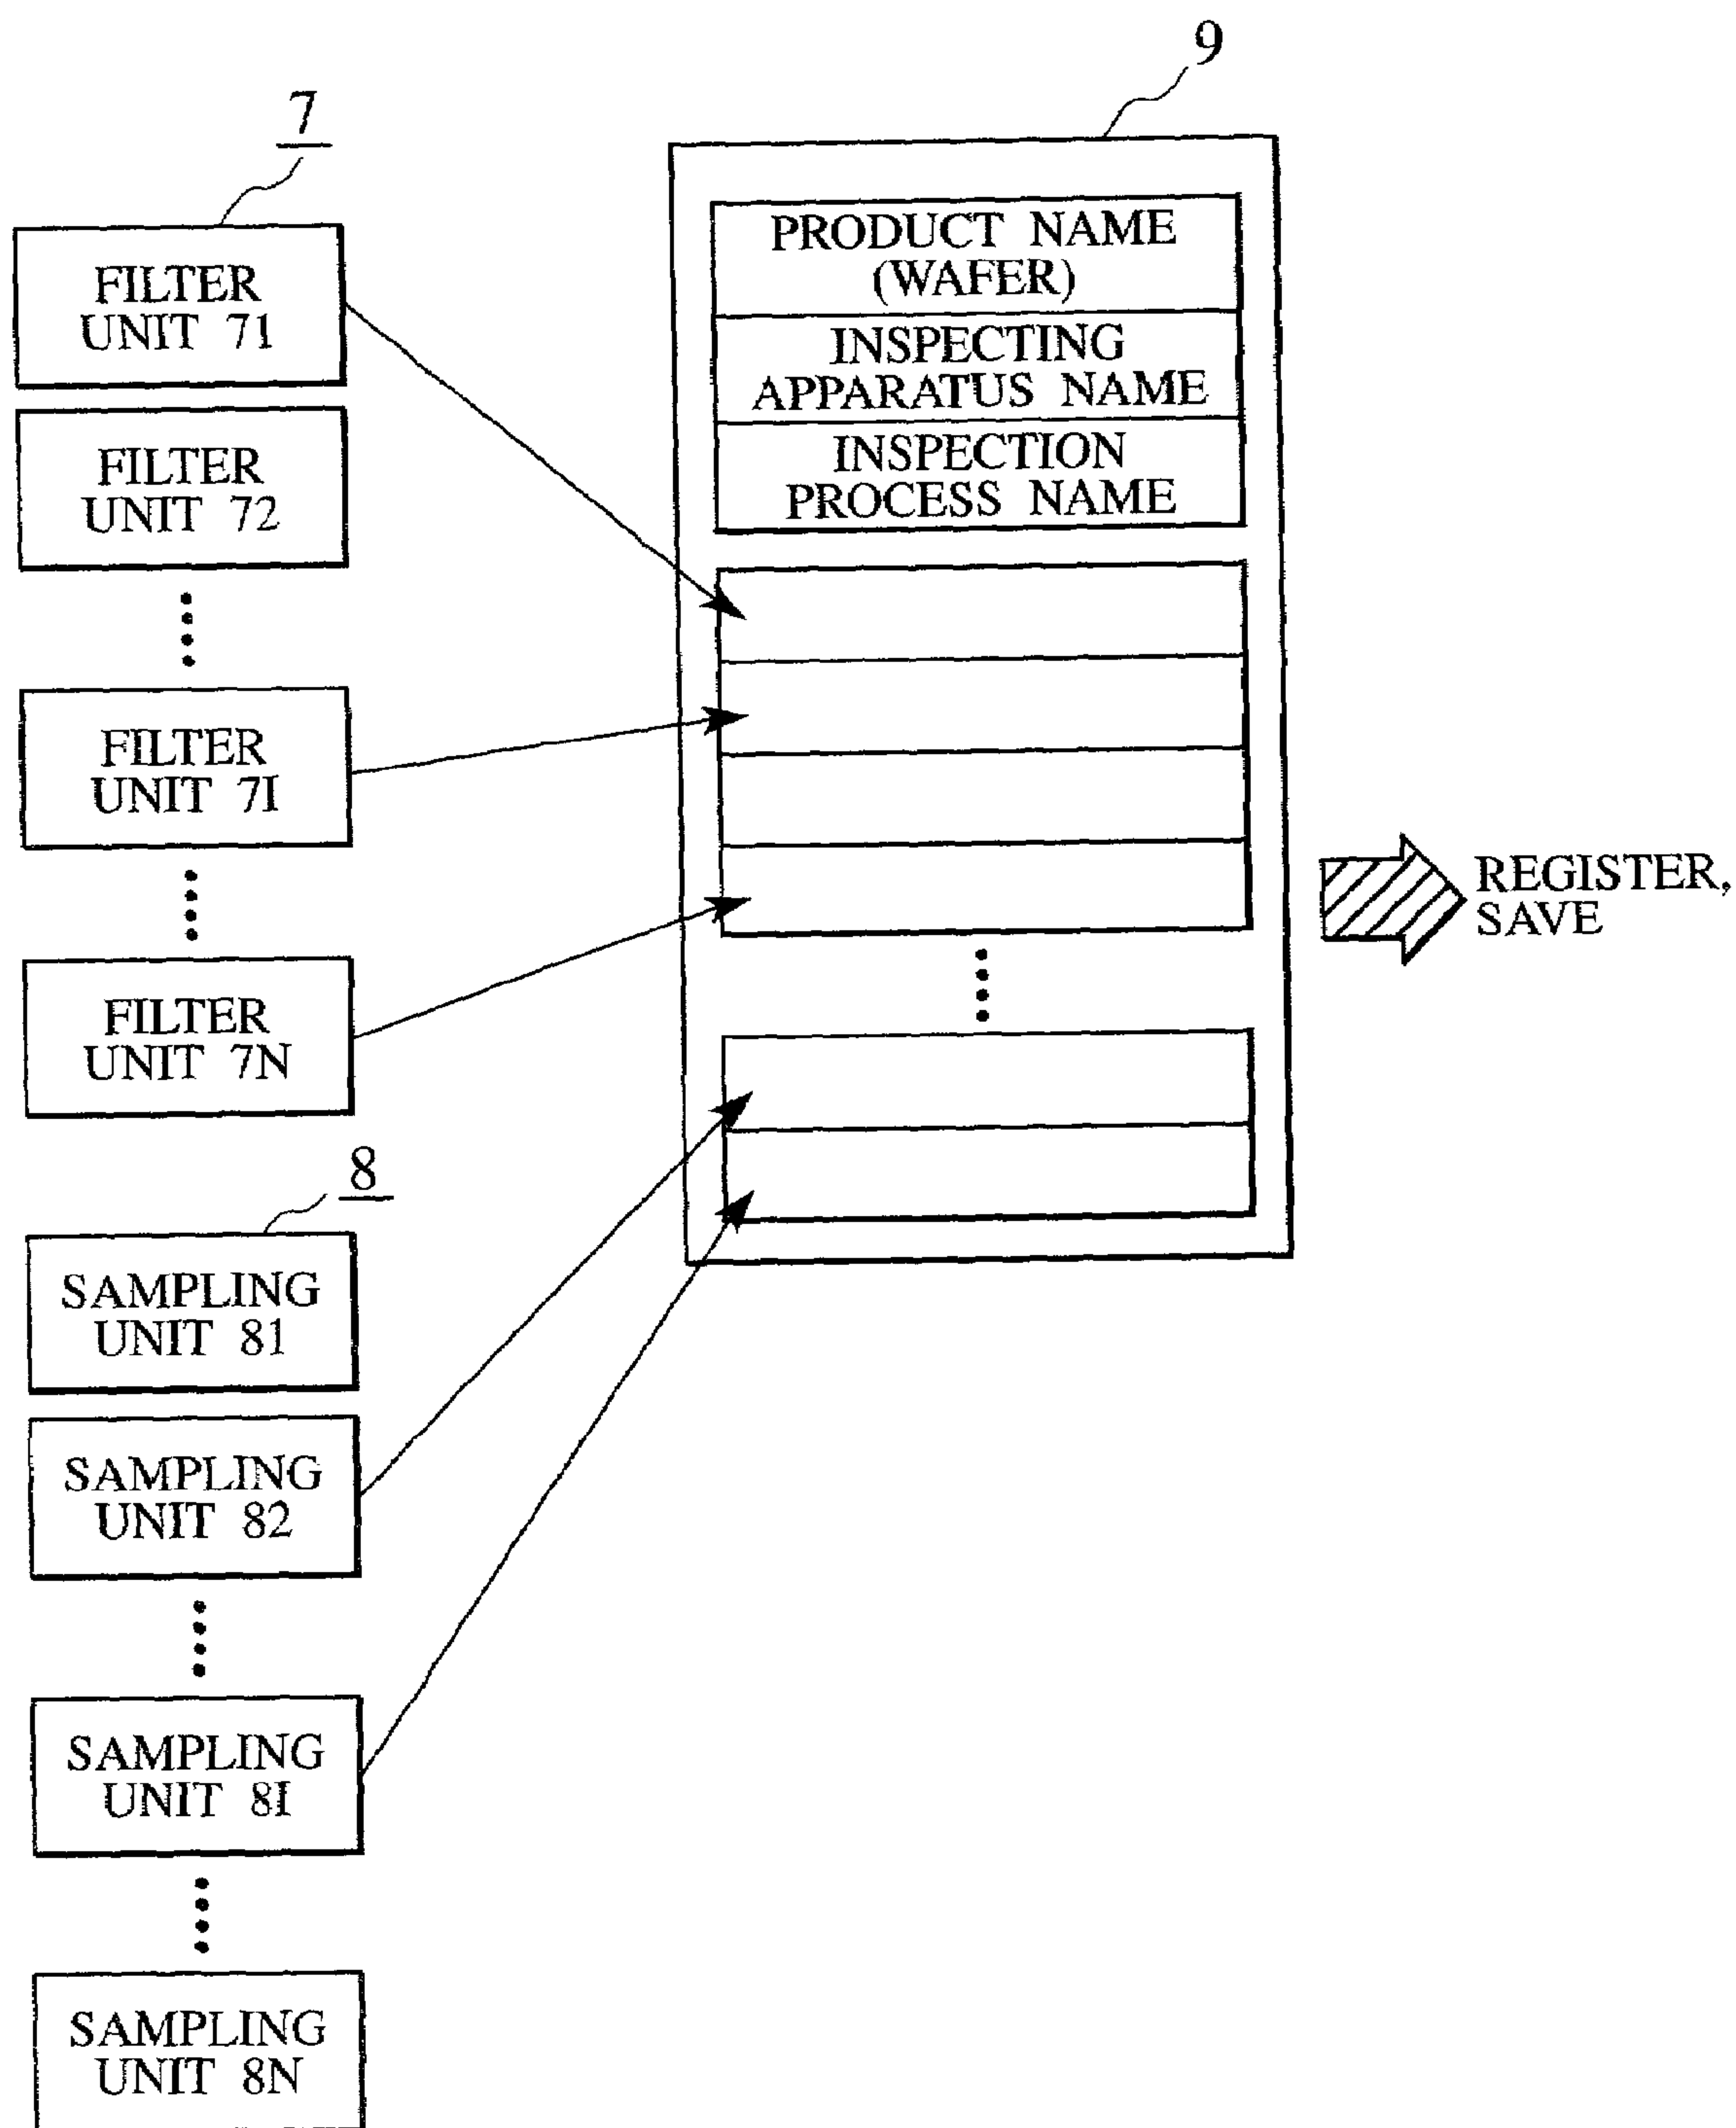 7
FILTER
UNIT 71
FILTER
UNIT 72
FILTER
UNIT 7I
FILTER
UNIT 7N
8
SAMPLING
UNIT 81
SAMPLING
UNIT 82
SAMPLING
UNIT 8I
SAMPLING
UNIT 8N
9
PRODUCT NAME
(WAFER)
INSPECTING
APPARATUS NAME
INSPECTION
PROCESS NAME
REGISTER,
SAVE